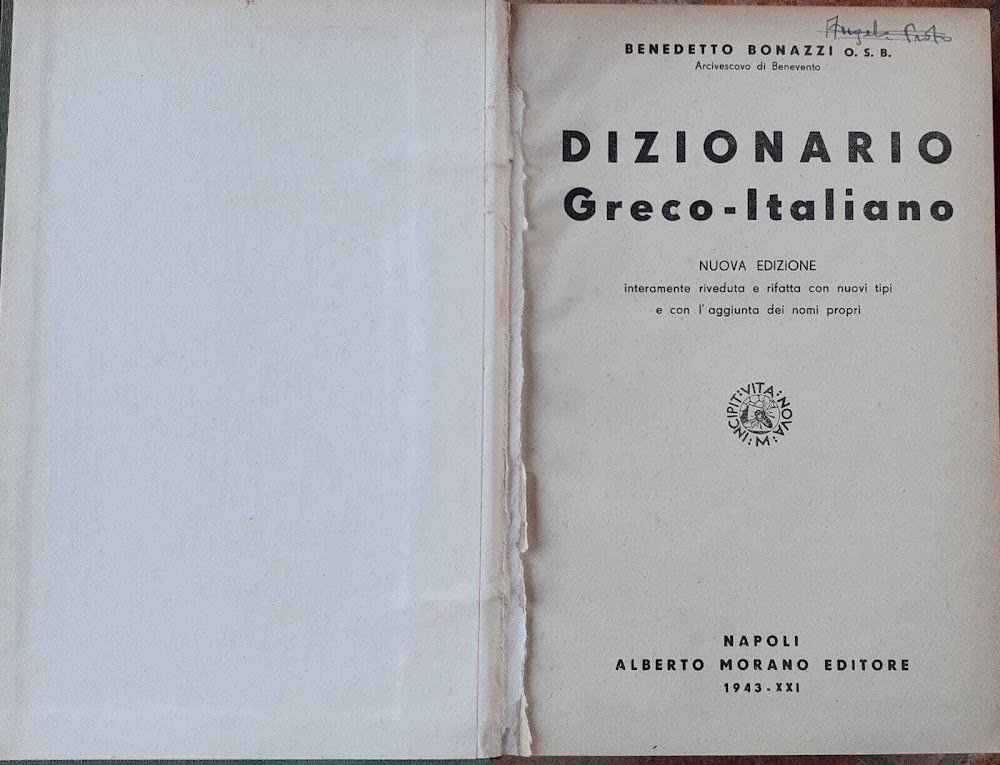 BENEDETTO BONAZZI O. S. B.
Arcivescovo di Benevento
DIZIONARIO
Greco-Italiano
NUOVA EDIZIONE
interamente riveduta e rifatta con nuovi tipi
e con l'aggiunta dei nomi propri
INCIPIT: VITA: NOVA: M:
NAPOLI
ALBERTO MORANO EDITORE
1943-XXI